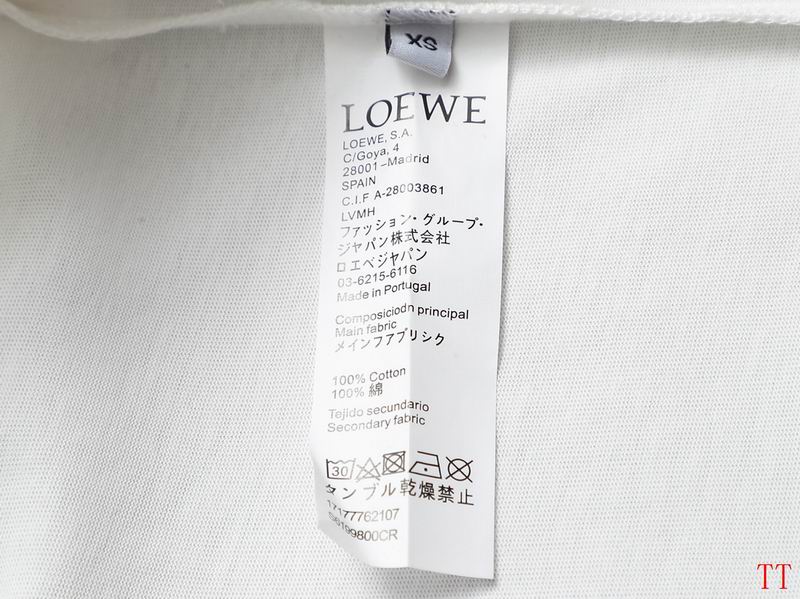 XS
LOEWE
LOEWE, S.A.
C/Goya, 4
28001-Madrid
SPAIN
C.I.F A-28003861
LVMH
ファッション・グループ・
ジャパン株式会社
ロエベジャパン
03-6215-6116
Made in Portugal
Composiciodn principal
Main fabric
メインファブリシク
100% Cotton
100% 綿
Tejido secundario
Secondary fabric
30
タンブル乾燥禁止
17177762107
S6199800CR
TT